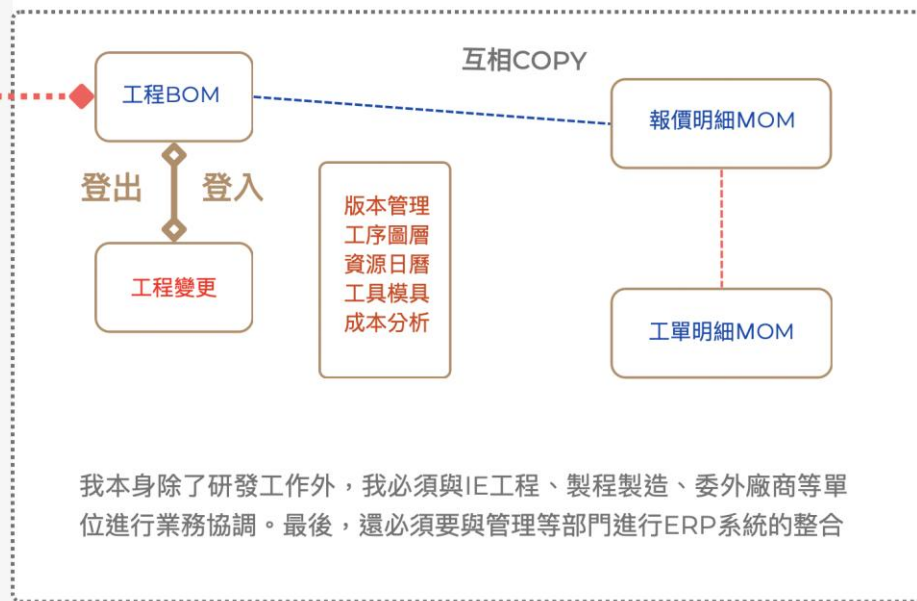 互相COPY
工程BOM
報價明細MOM
登出
登入
版本管理
工序圖層
資源日曆
工具模具
成本分析
工程變更
工單明細MOM
我本身除了研發工作外，我必須與IE工程、製程製造、委外廠商等單
位進行業務協調。最後，還必須要與管理等部門進行ERP系統的整合